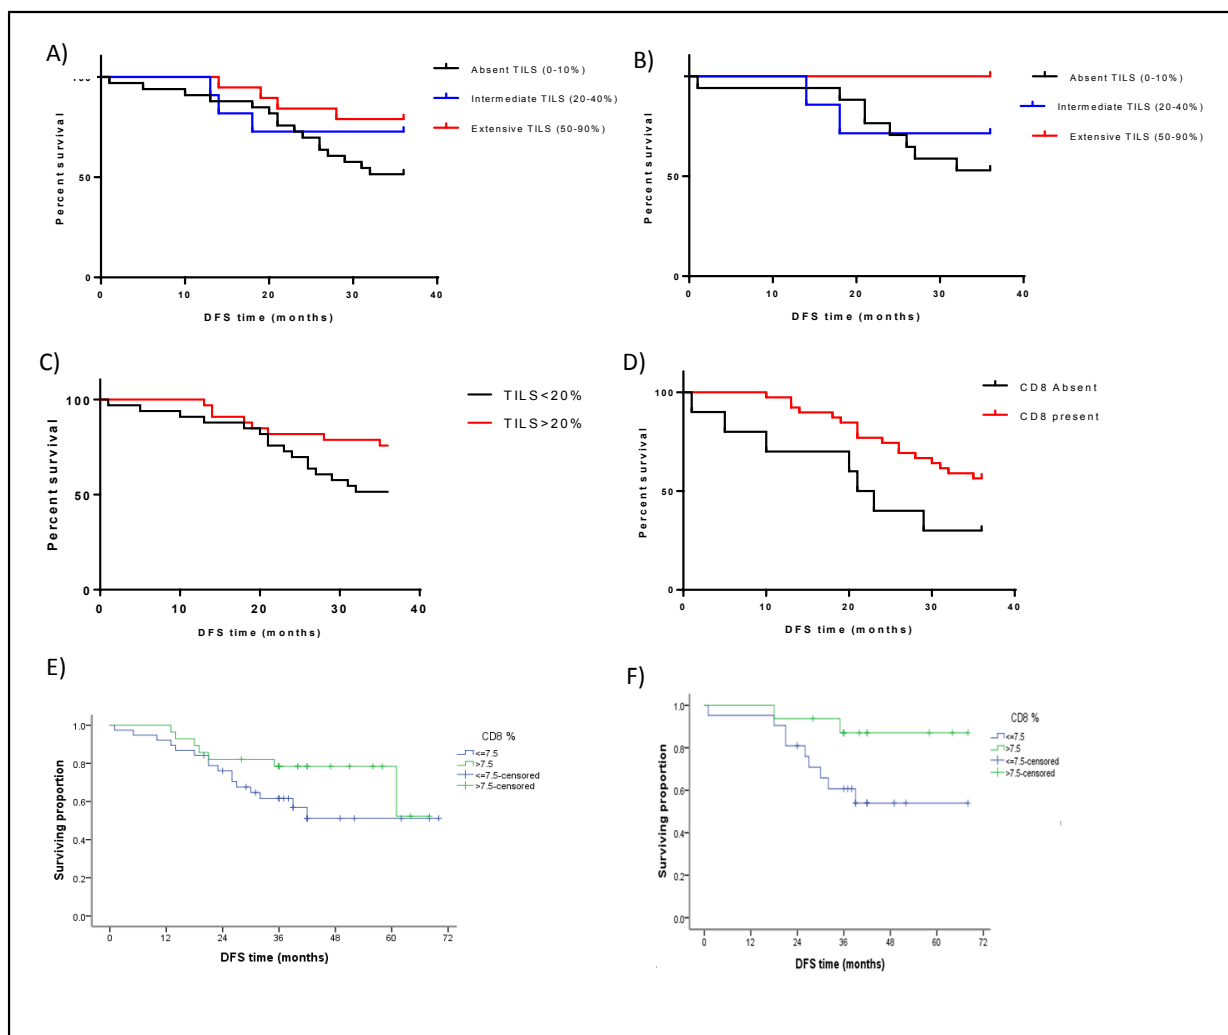 A)
100
50
0
Percent survival
0 10 20 30 40
DFS time (months)
Absent TILS (0-10%)
Intermediate TILS (20-40%)
Extensive TILS (50-90%)
B)
50
0
Percent survival
0 10 20 30 40
DFS time (months)
Absent TILS (0-10%)
Intermediate TILS (20-40%)
Extensive TILS (50-90%)
C)
100
50
0
Percent survival
0 10 20 30 40
DFS time (months)
TILS<20%
TILS>20%
D)
100
50
0
Percent survival
0 10 20 30 40
DFS time (months)
CD8 Absent
CD8 present
E)
1.0
0.8
0.6
0.4
0.2
0.0
Surviving proportion
0 12 24 36 48 60 72
DFS time (months)
CD8 %
<=7.5
>7.5
<=7.5-censored
>7.5-censored
F)
1.0
0.8
0.6
0.4
0.2
0.0
Surviving proportion
0 12 24 36 48 60 72
DFS time (months)
CD8 %
<=7.5
>7.5
<=7.5-censored
>7.5-censored